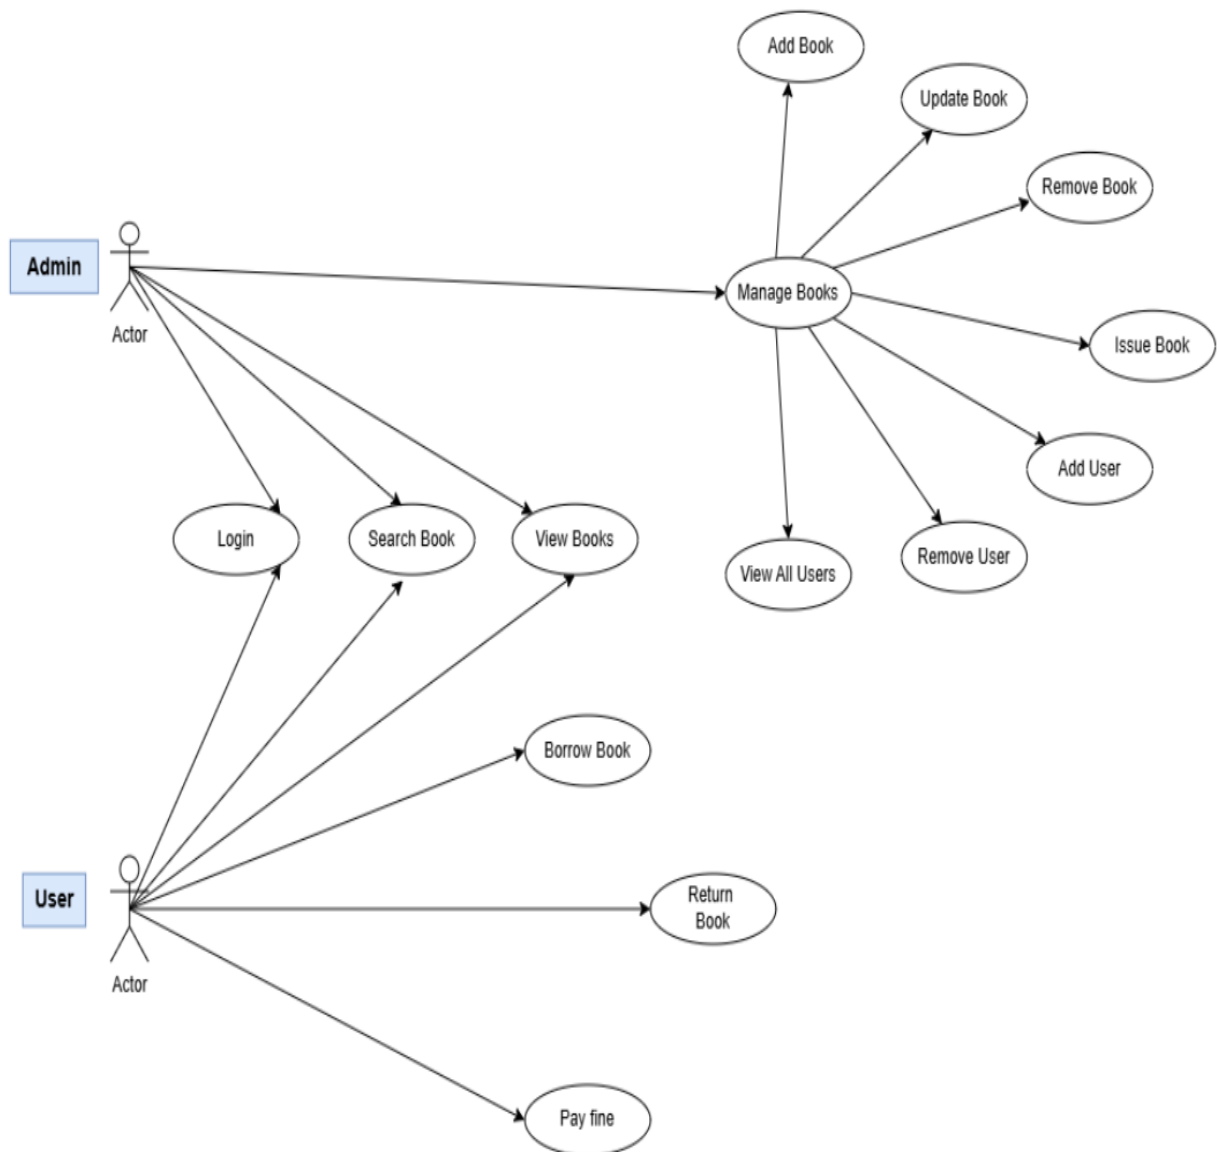 Add Book
Update Book
Remove Book
Admin
Manage Books
Actor
Issue Book
Add User
Login
Search Book
View Books
Remove User
View All Users
Borrow Book
User
Return
Book
Actor
Pay fine